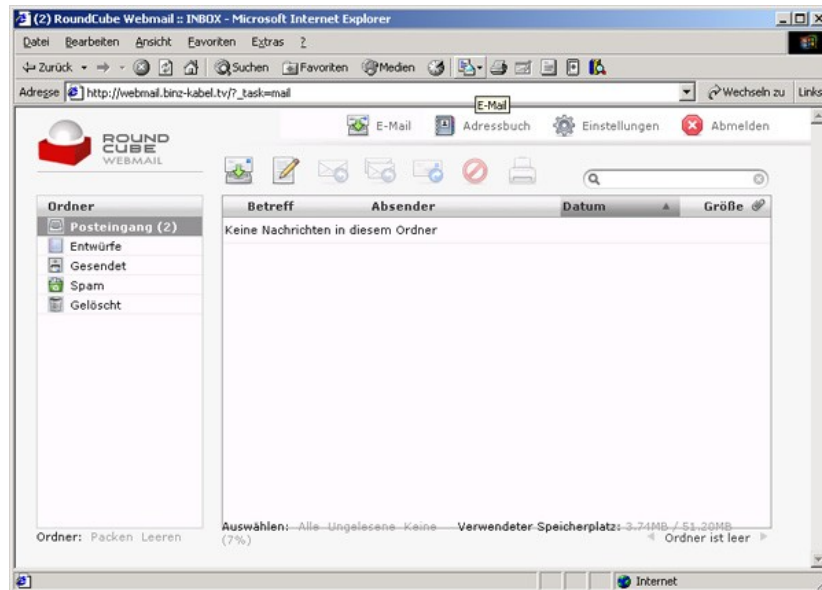 (2) RoundCube Webmail :: INBOX - Microsoft Internet Explorer
Datei Bearbeiten Ansicht Favoriten Extras ?
Zurück Suchen Favoriten Medien
Adresse http://webmail.binz-kabel.tv/?_task=mail Wechseln zu Links
E-Mail
ROUND
CUBE
WEBMAIL
E-Mail Adressbuch Einstellungen Abmelden
Ordner
Posteingang (2)
Entwürfe
Gesendet
Spam
Gelöscht
Betreff Absender Datum Größe
Keine Nachrichten in diesem Ordner
Ordner: Packen Leeren
Auswählen: Alle Ungelesene Keine Verwendeter Speicherplatz: 3.74MB / 51.20MB
(7%) Ordner ist leer
Internet